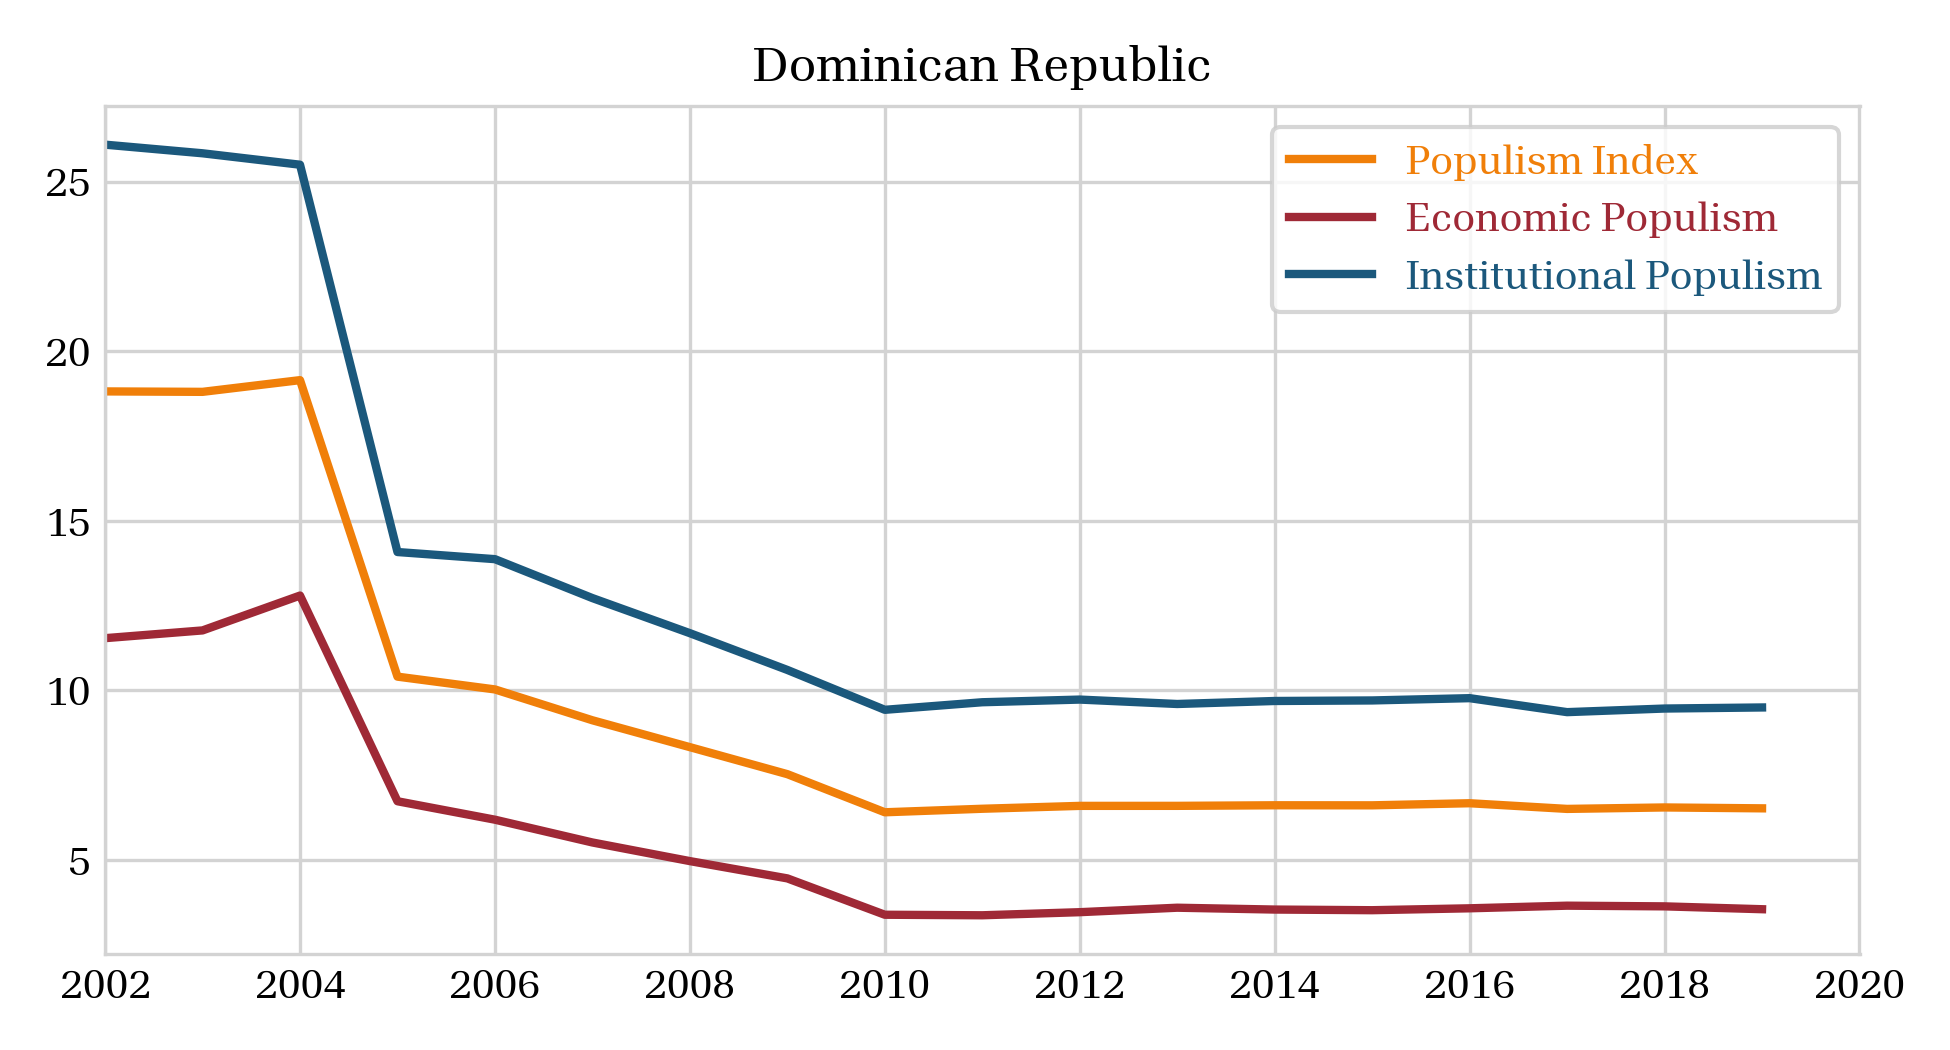 Dominican Republic
Populism Index
Economic Populism
Institutional Populism
25
20
15
10
5
2002 2004 2006 2008 2010 2012 2014 2016 2018 2020